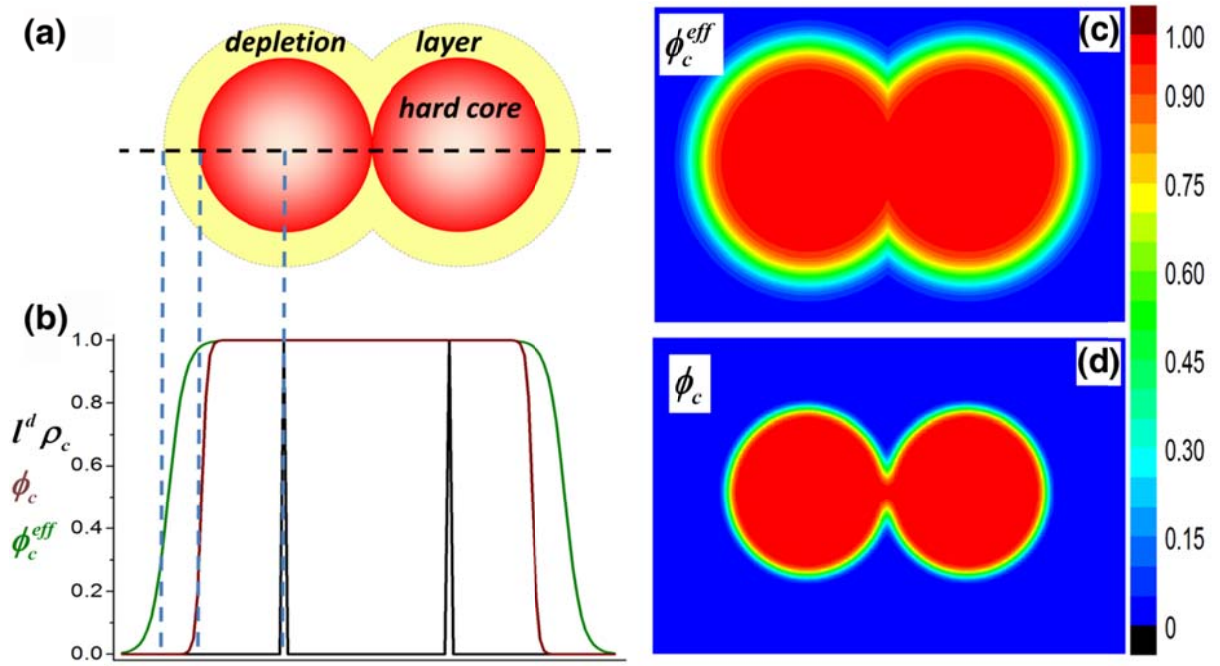 (a)
depletion layer
hard core
(b)
1.0
0.8
0.6
0.4
0.2
0.0
l^d ρ_c
ϕ_c
ϕ_c^{eff}
(c)
ϕ_c^{eff}
(d)
ϕ_c
1.00
0.90
0.75
0.60
0.45
0.30
0.15
0